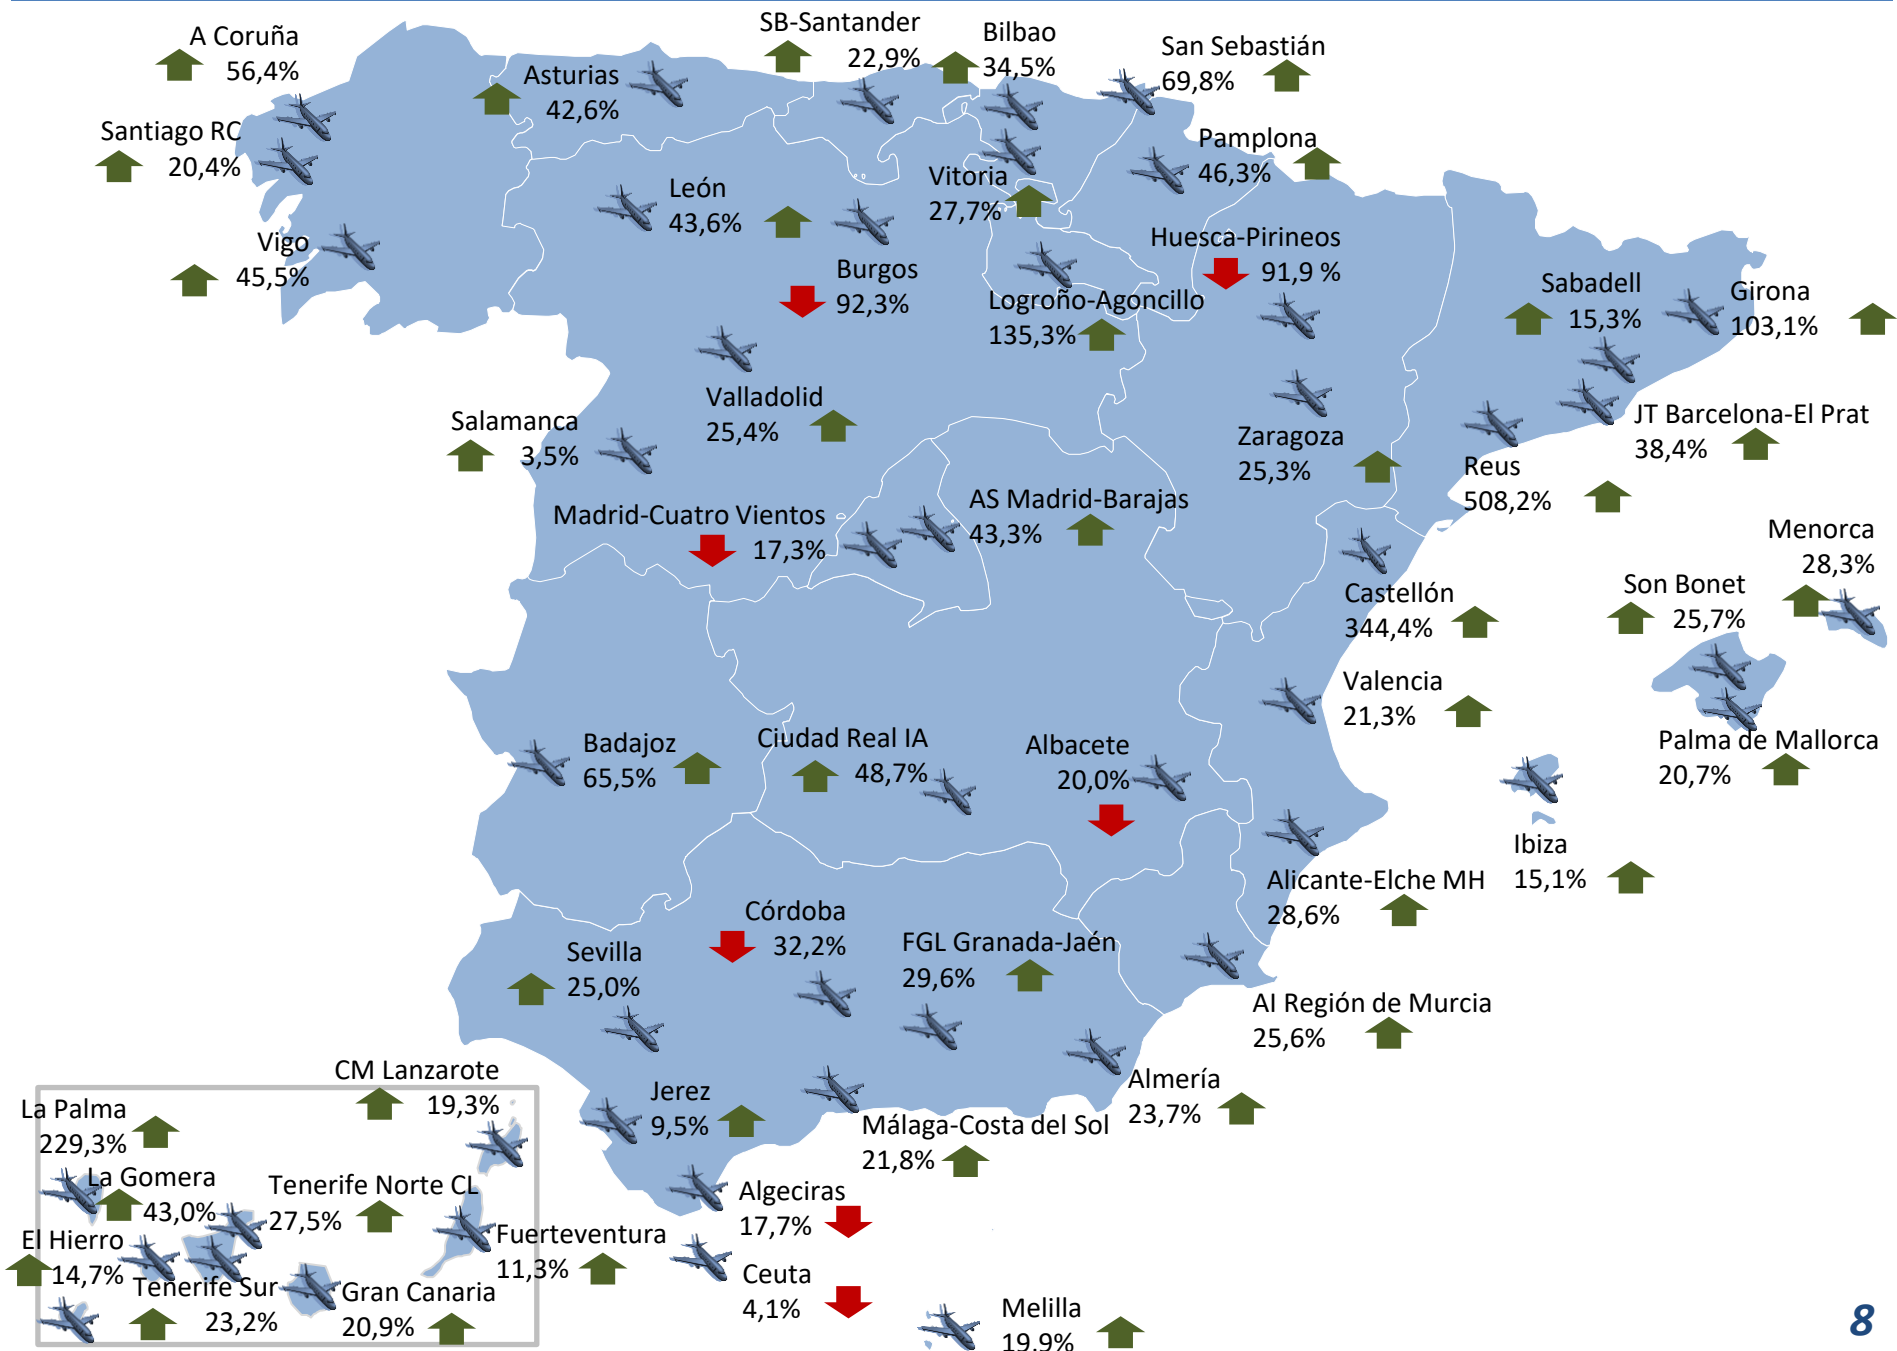 A Coruña
56,4%
SB-Santander
22,9%
Bilbao
34,5%
San Sebastián
69,8%
Asturias
42,6%
Santiago RC
20,4%
Pamplona
46,3%
León
43,6%
Vitoria
27,7%
Vigo
45,5%
Huesca-Pirineos
91,9 %
Burgos
92,3%
Logroño-Agoncillo
135,3%
Sabadell
15,3%
Girona
103,1%
Valladolid
25,4%
Salamanca
3,5%
Zaragoza
25,3%
JT Barcelona-El Prat
38,4%
Reus
508,2%
Madrid-Cuatro Vientos
17,3%
AS Madrid-Barajas
43,3%
Menorca
28,3%
Son Bonet
25,7%
Castellón
344,4%
Valencia
21,3%
Palma de Mallorca
20,7%
Badajoz
65,5%
Ciudad Real IA
48,7%
Albacete
20,0%
Ibiza
15,1%
Alicante-Elche MH
28,6%
Córdoba
32,2%
Sevilla
25,0%
FGL Granada-Jaén
29,6%
AI Región de Murcia
25,6%
Almería
23,7%
Jerez
9,5%
Málaga-Costa del Sol
21,8%
CM Lanzarote
19,3%
La Palma
229,3%
La Gomera
43,0%
Tenerife Norte CL
27,5%
El Hierro
14,7%
Tenerife Sur
23,2%
Gran Canaria
20,9%
Fuerteventura
11,3%
Algeciras
17,7%
Ceuta
4,1%
Melilla
19,9%
8